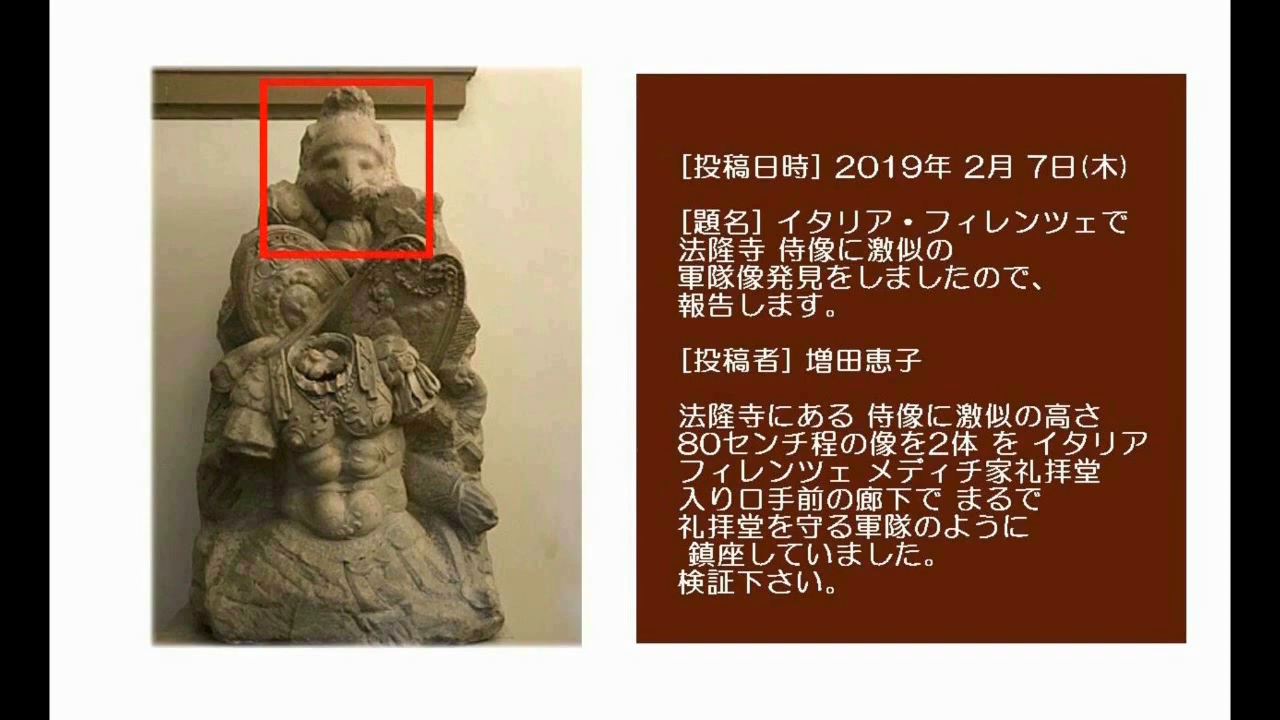 [投稿日時] 2019年 2月 7日(木)
[題名] イタリア・フィレンツェで
法隆寺 侍像に激似の
軍隊像発見をしましたので、
報告します。
[投稿者] 増田恵子
法隆寺にある 侍像に激似の高さ
80センチ程の像を2体 を イタリア
フィレンツェ メディチ家礼拝堂
入り口手前の廊下で まるで
礼拝堂を守る軍隊のように
鎮座していました。
検証下さい。